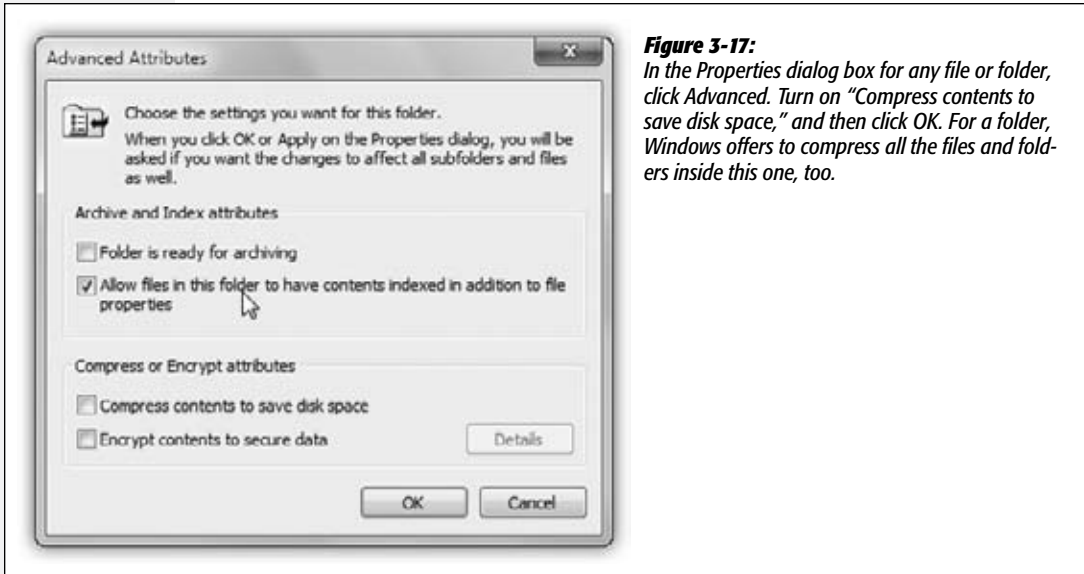 Advanced Attributes
Choose the settings you want for this folder.
When you click OK or Apply on the Properties dialog, you will be
asked if you want the changes to affect all subfolders and files
as well.
Archive and Index attributes
Folder is ready for archiving
Allow files in this folder to have contents indexed in addition to file
properties
Compress or Encrypt attributes
Compress contents to save disk space
Encrypt contents to secure data
Details
OK
Cancel
Figure 3-17:
In the Properties dialog box for any file or folder,
click Advanced. Turn on “Compress contents to
save disk space,” and then click OK. For a folder,
Windows offers to compress all the files and fold-
ers inside this one, too.